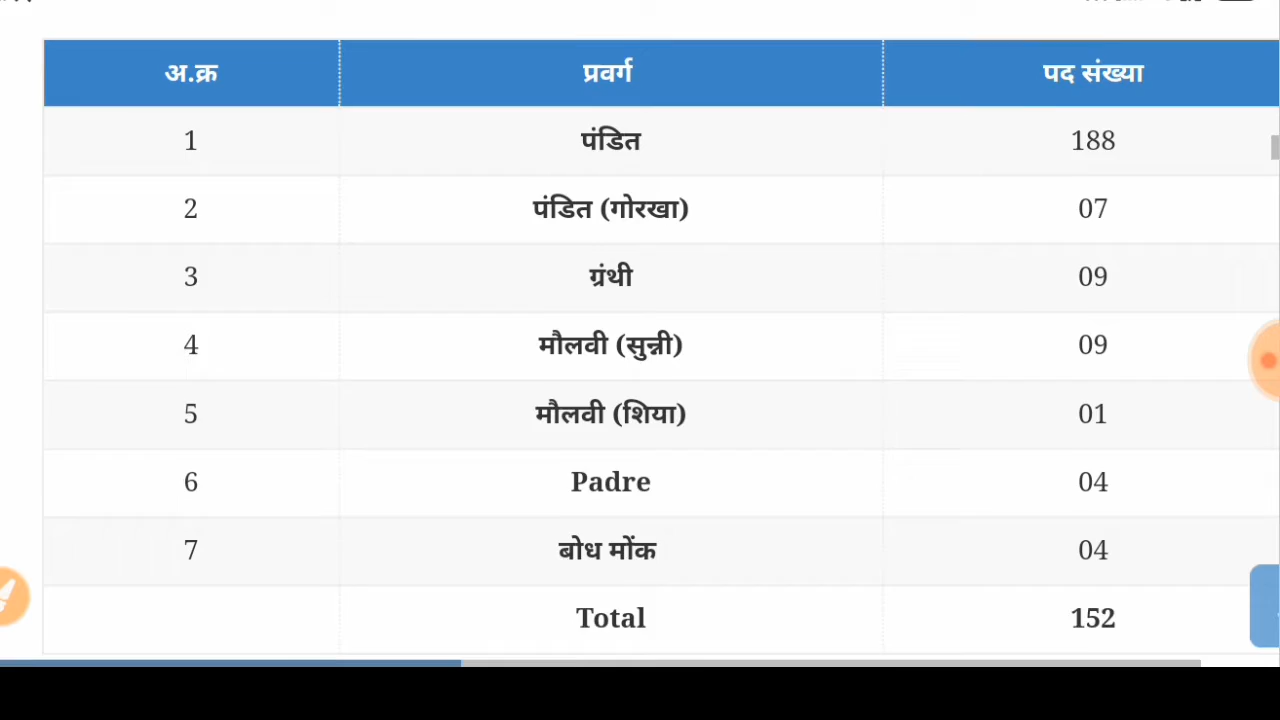 अ.क्र प्रवर्ग पद संख्या
1 पंडित 188
2 पंडित (गोरखा) 07
3 ग्रंथी 09
4 मौलवी (सुन्नी) 09
5 मौलवी (शिया) 01
6 Padre 04
7 बोध मोंक 04
Total 152